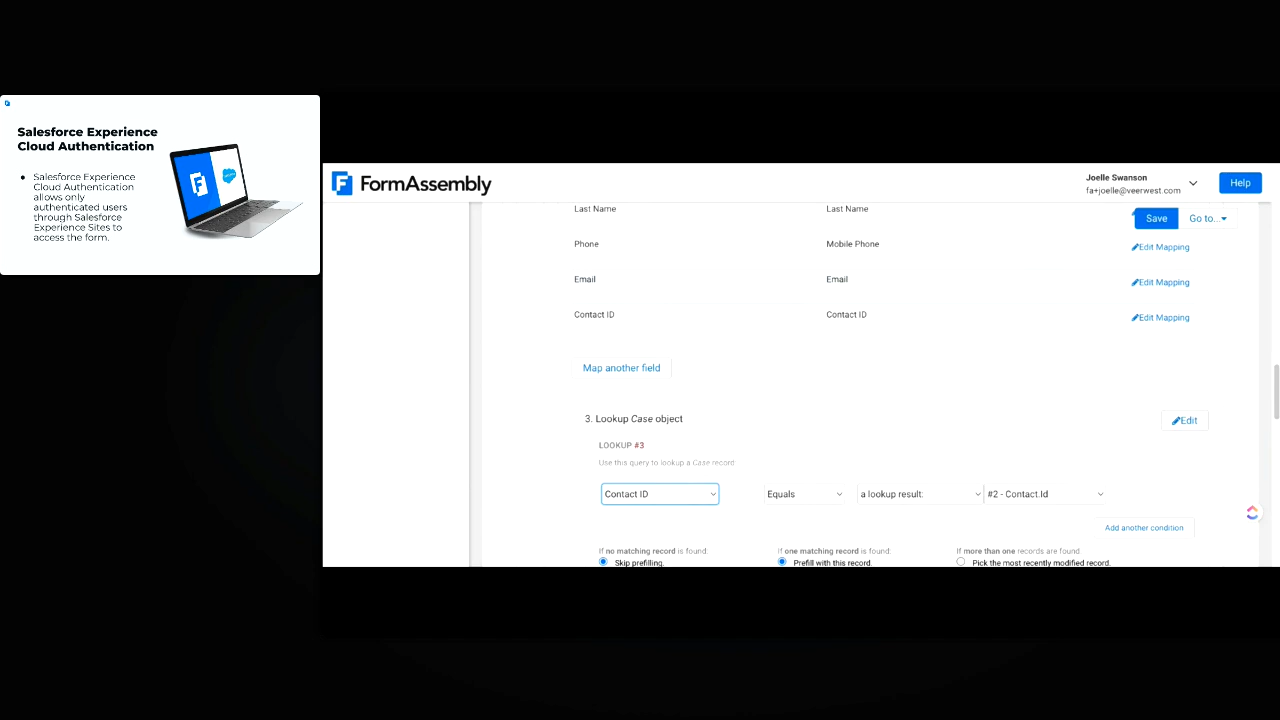 Salesforce Experience
Cloud Authentication
● Salesforce Experience
Cloud Authentication
allows only
authenticated users
through Salesforce
Experience Sites to
access the form.
FormAssembly
Joelle Swanson
fa+joelle@veerwest.com
Help
Last Name Last Name
Save Go to...
Phone Mobile Phone Edit Mapping
Email Email Edit Mapping
Contact ID Contact ID Edit Mapping
Map another field
3. Lookup Case object Edit
LOOKUP #3
Use this query to lookup a Case record
Contact ID Equals a lookup result: #2 - Contact.Id
Add another condition
If no matching record is found: If one matching record is found: If more than one records are found:
Skip prefilling. Prefill with this record. Pick the most recently modified record.